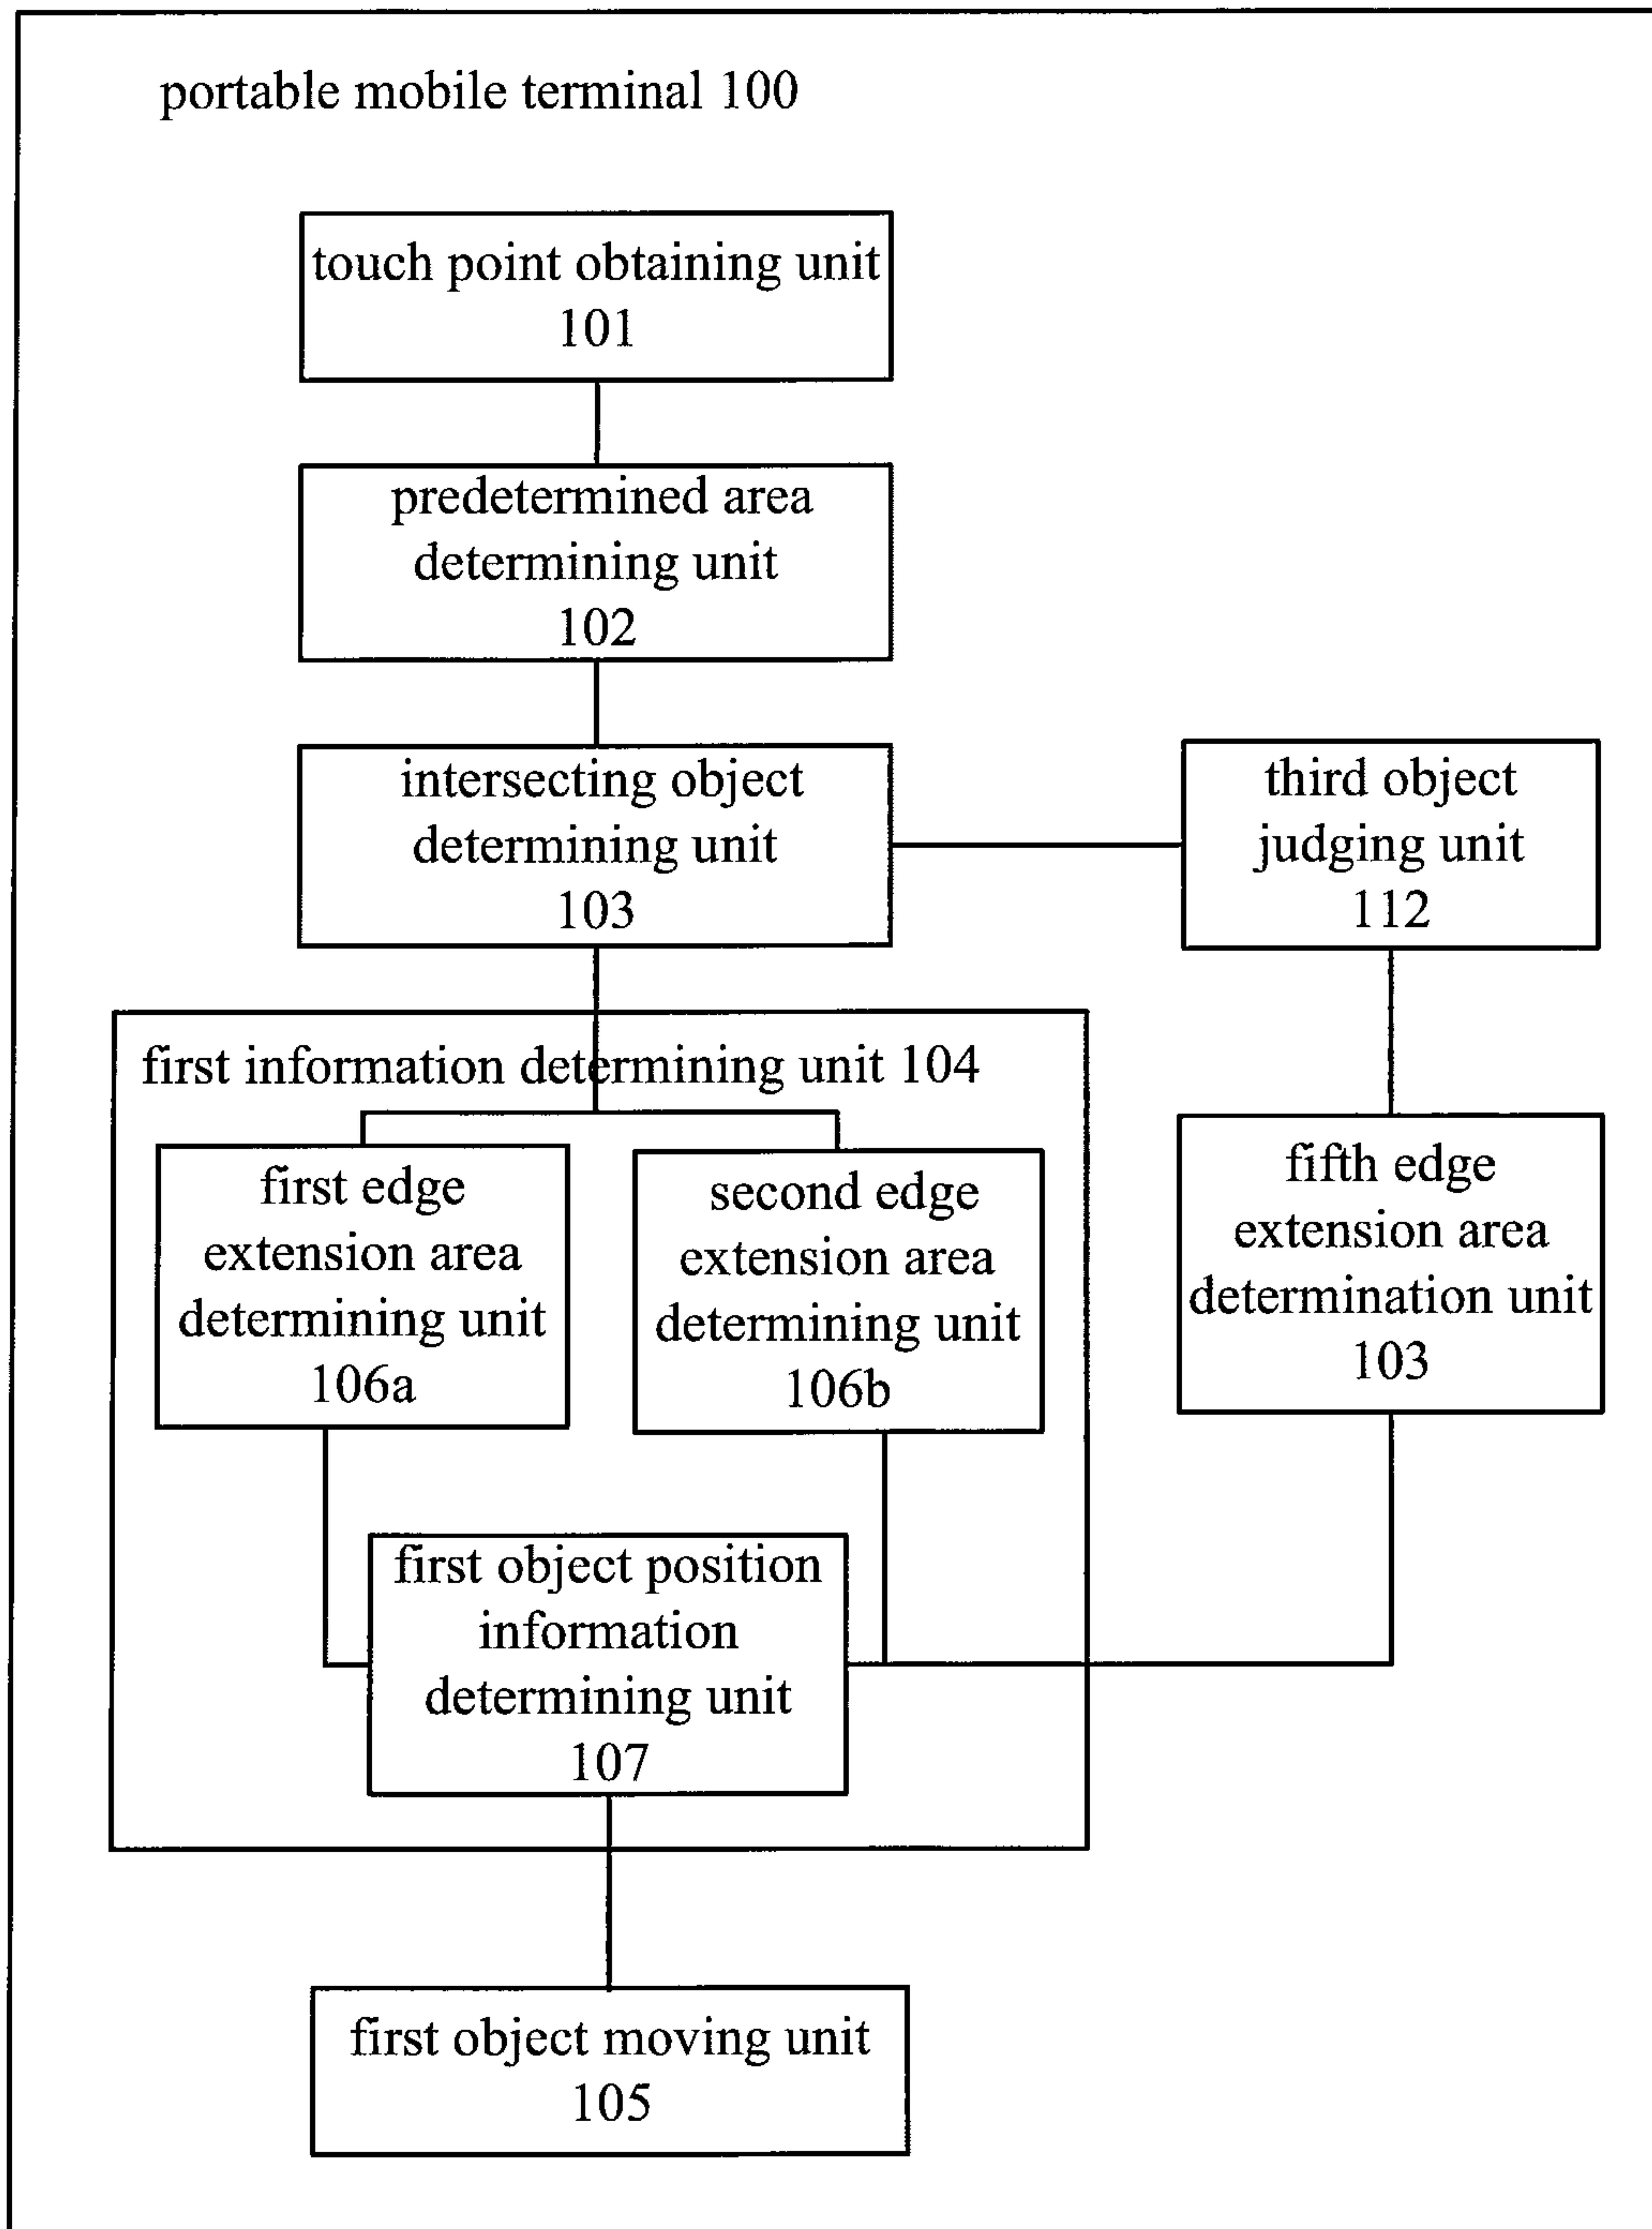 portable mobile terminal 100
touch point obtaining unit
101
predetermined area
determining unit
102
intersecting object
determining unit
103
third object
judging unit
112
first information determining unit 104
first edge
extension area
determining unit
106a
second edge
extension area
determining unit
106b
fifth edge
extension area
determination unit
103
first object position
information
determining unit
107
first object moving unit
105